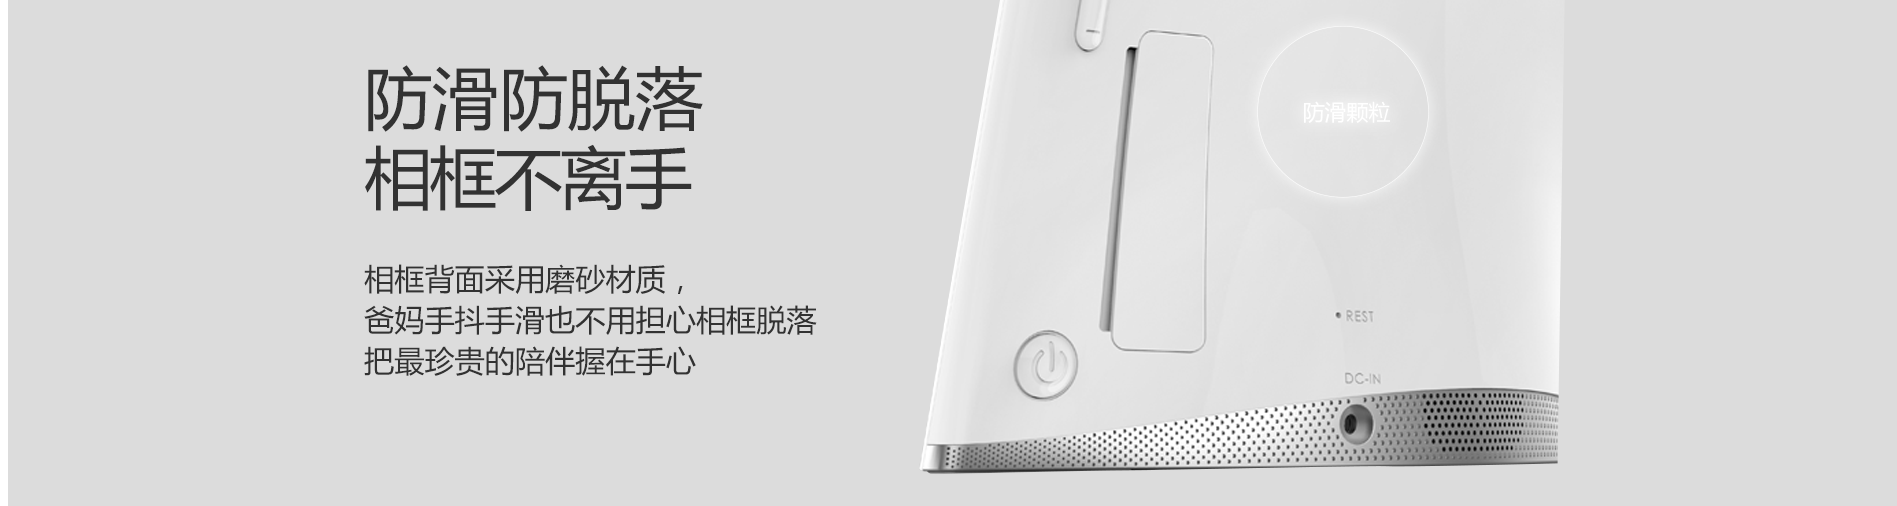 防滑防脱落
相框不离手
相框背面采用磨砂材质，
爸妈手抖手滑也不用担心相框脱落
把最珍贵的陪伴握在手心
防滑颗粒
REST
DC-IN